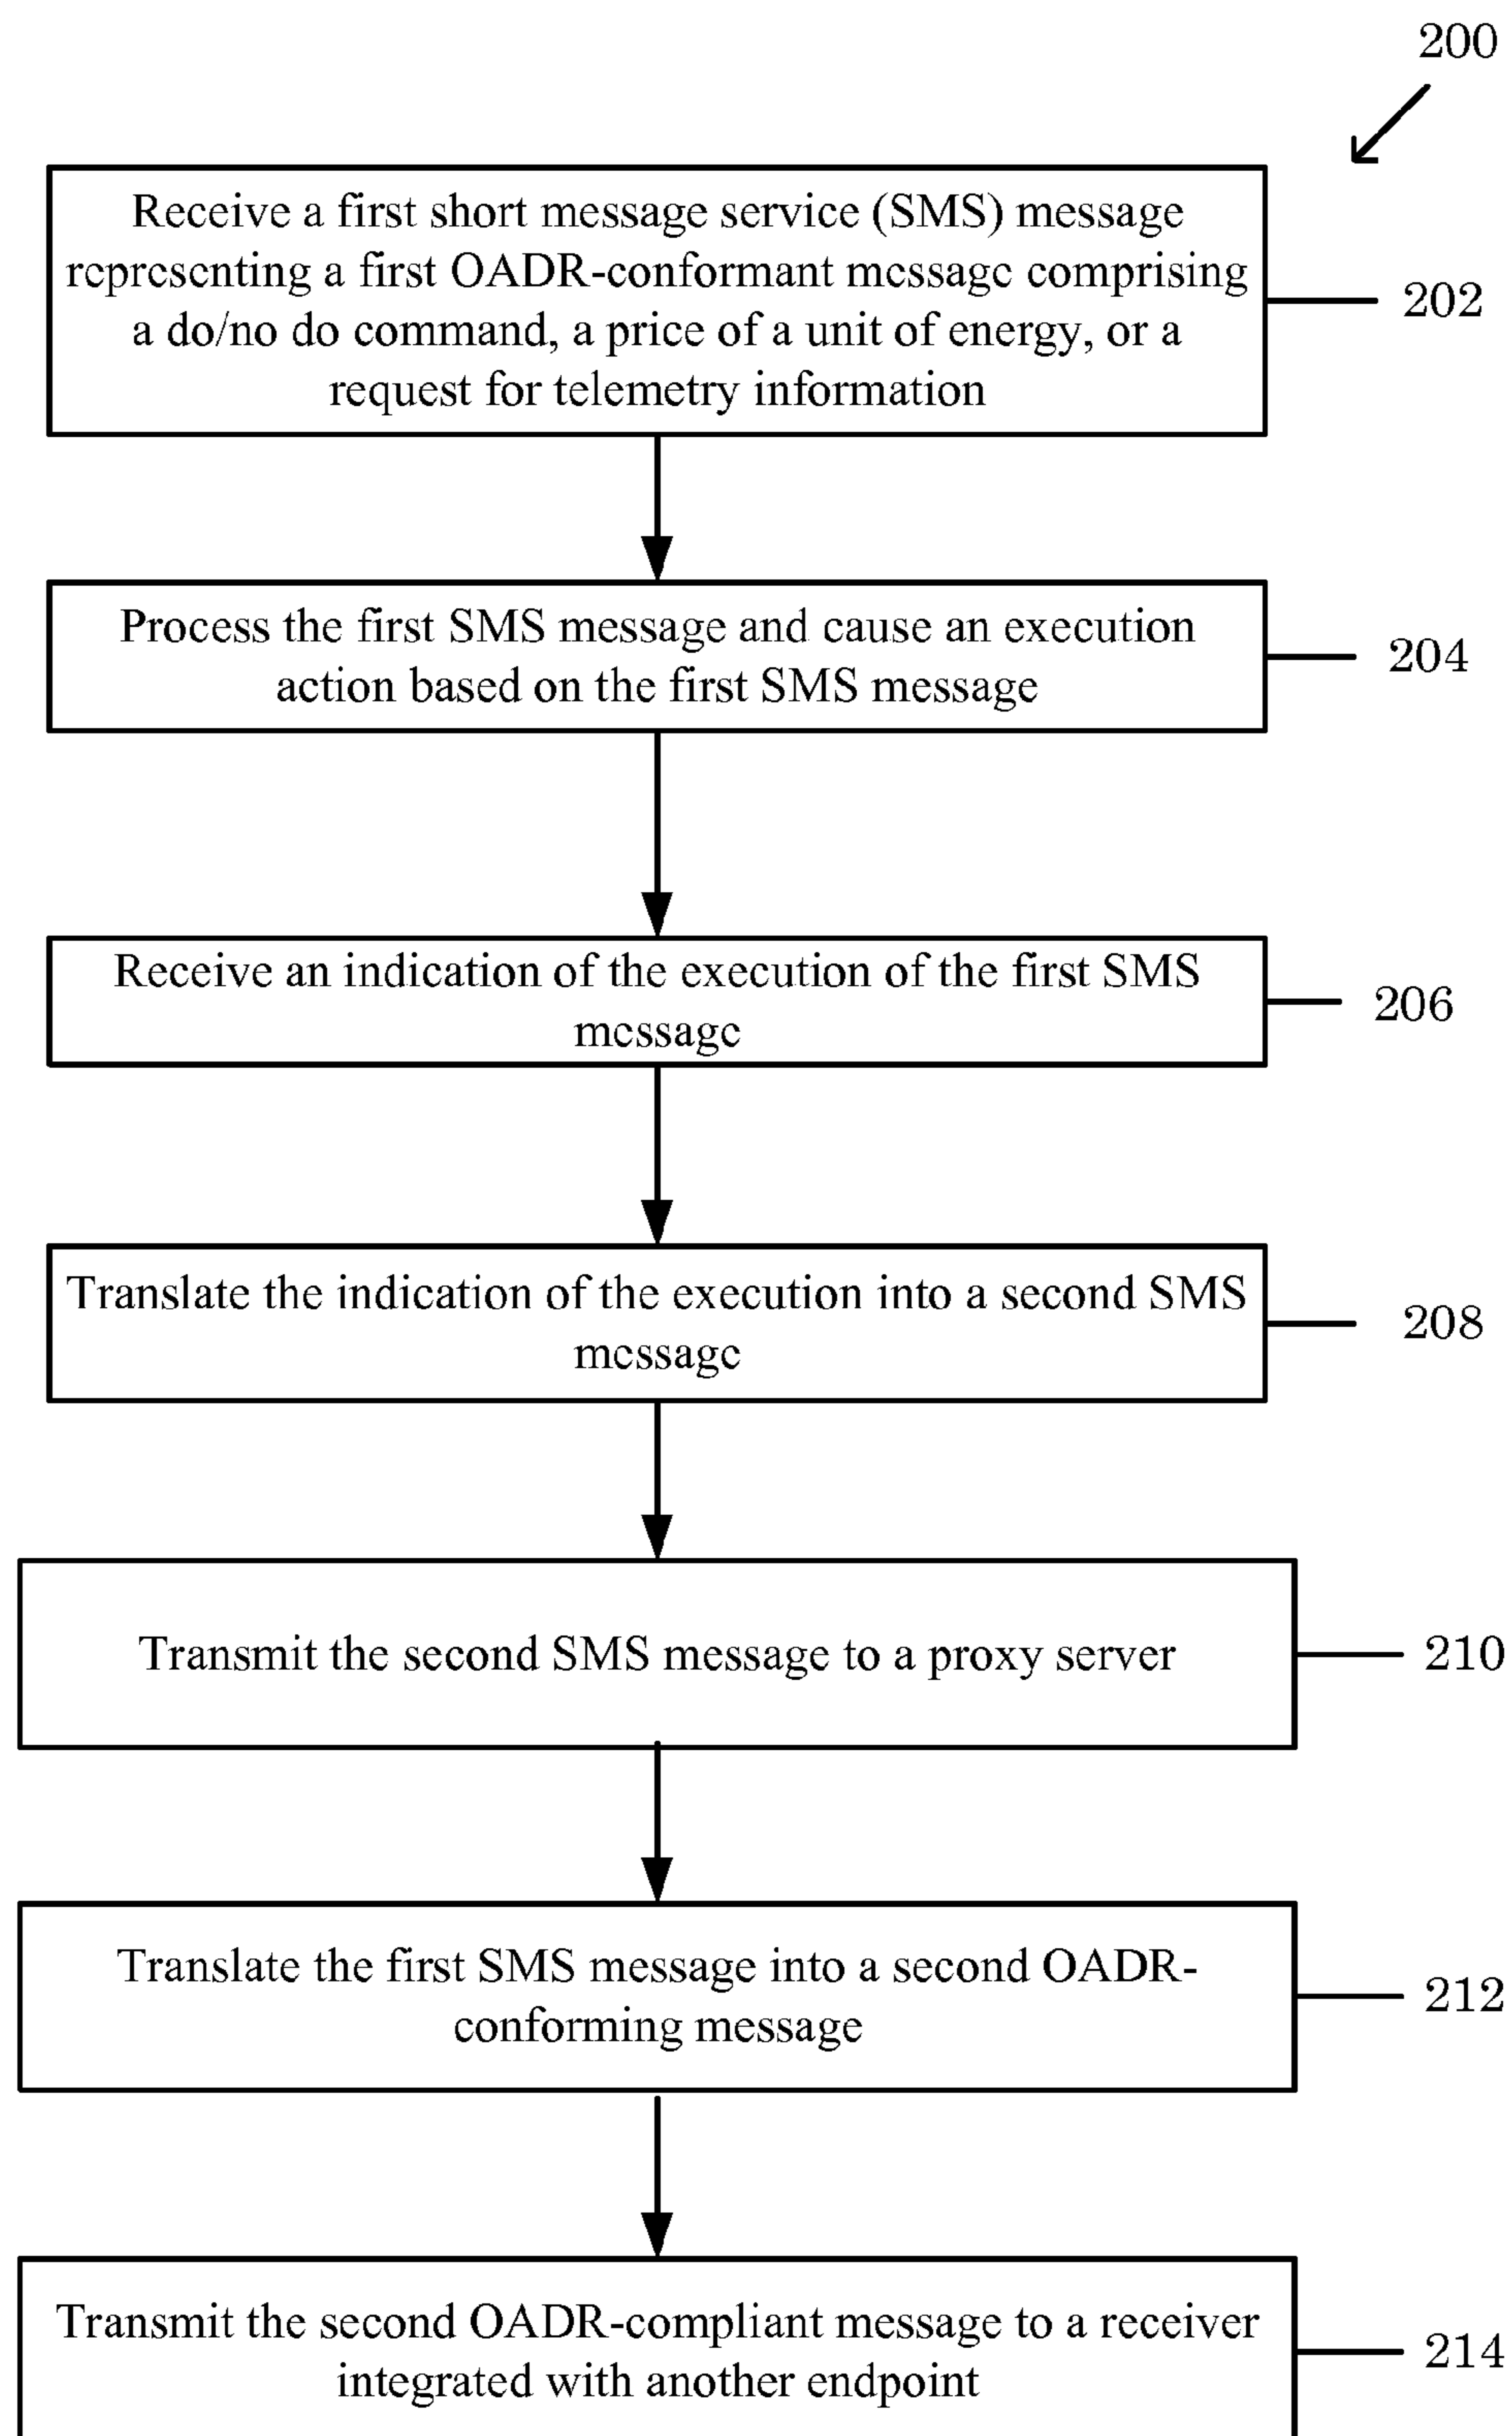 200
Receive a first short message service (SMS) message
representing a first OADR-conformant message comprising
a do/no do command, a price of a unit of energy, or a
request for telemetry information
202
Process the first SMS message and cause an execution
action based on the first SMS message
204
Receive an indication of the execution of the first SMS
message
206
Translate the indication of the execution into a second SMS
message
208
Transmit the second SMS message to a proxy server
210
Translate the first SMS message into a second OADR-
conforming message
212
Transmit the second OADR-compliant message to a receiver
integrated with another endpoint
214